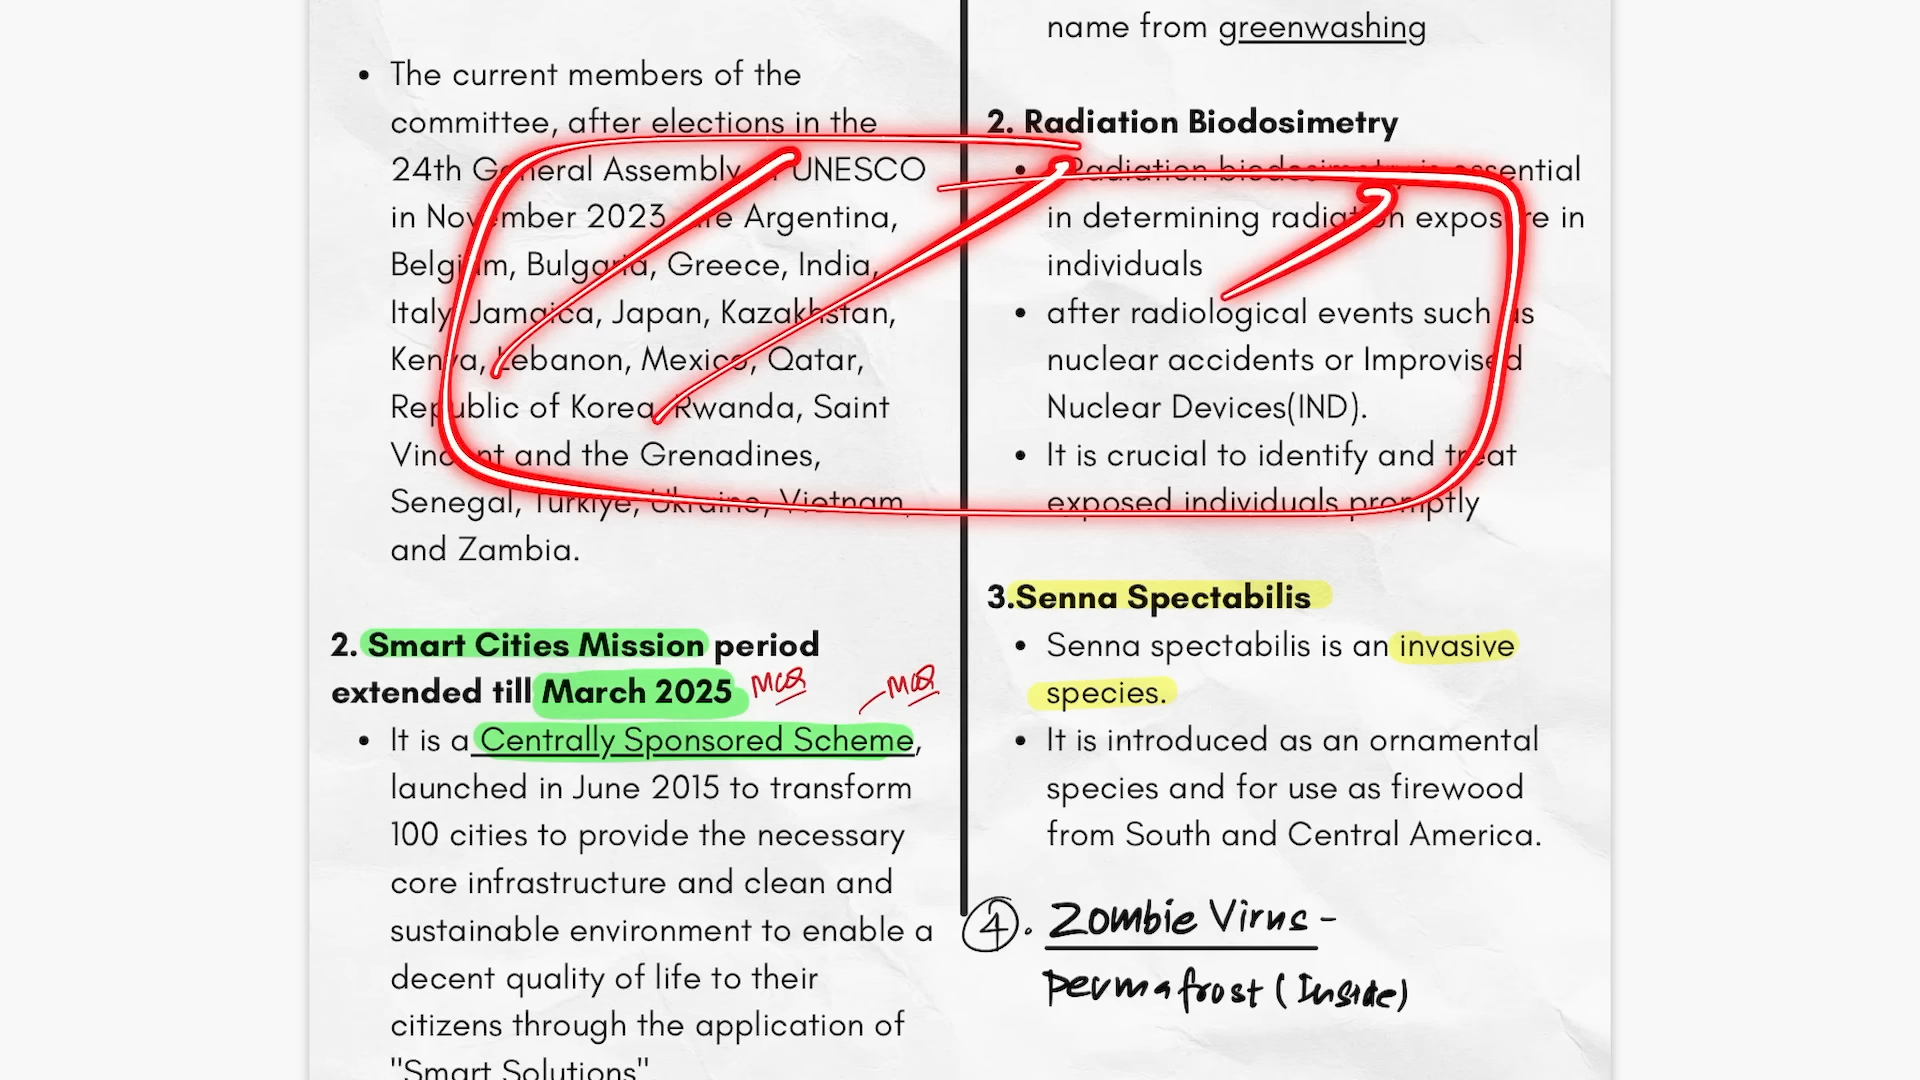 The current members of the
committee, after elections in the
24th General Assembly UNESCO
in November 2023, are Argentina,
Belgium, Bulgaria, Greece, India,
Italy, Jamaica, Japan, Kazakhstan,
Kenya, Lebanon, Mexico, Qatar,
Republic of Korea, Rwanda, Saint
Vincent and the Grenadines,
Senegal, Türkiye, Ukraine, Vietnam,
and Zambia.
2. Smart Cities Mission period
extended till March 2025 MCQ
MCQ
It is a Centrally Sponsored Scheme,
launched in June 2015 to transform
100 cities to provide the necessary
core infrastructure and clean and
sustainable environment to enable a
decent quality of life to their
citizens through the application of
"Smart Solutions".
name from greenwashing
2. Radiation Biodosimetry
Radiation biodosimetry is essential
in determining radiation exposure in
individuals
after radiological events such as
nuclear accidents or Improvised
Nuclear Devices(IND).
It is crucial to identify and treat
exposed individuals promptly
3.Senna Spectabilis
Senna spectabilis is an invasive
species.
It is introduced as an ornamental
species and for use as firewood
from South and Central America.
4. Zombie Virus -
Permafrost (Inside)